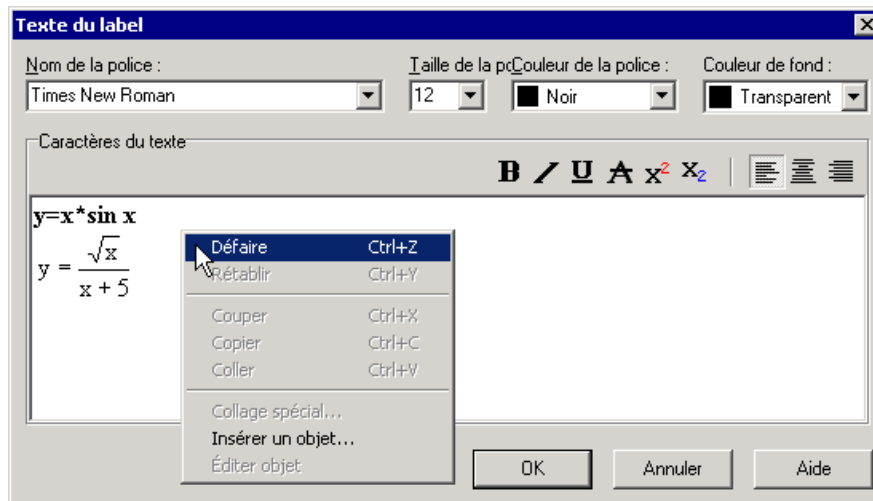 Texte du label
Nom de la police : Taille de la po Couleur de la police : Couleur de fond :
Times New Roman 12 Noir Transparent
Caractères du texte
B I U A x² X₂
y=x*sin x
y = √x / x + 5
Défaire Ctrl+Z
Rétablir Ctrl+Y
Couper Ctrl+X
Copier Ctrl+C
Coller Ctrl+V
Collage spécial...
Insérer un objet...
Éditer objet
OK Annuler Aide